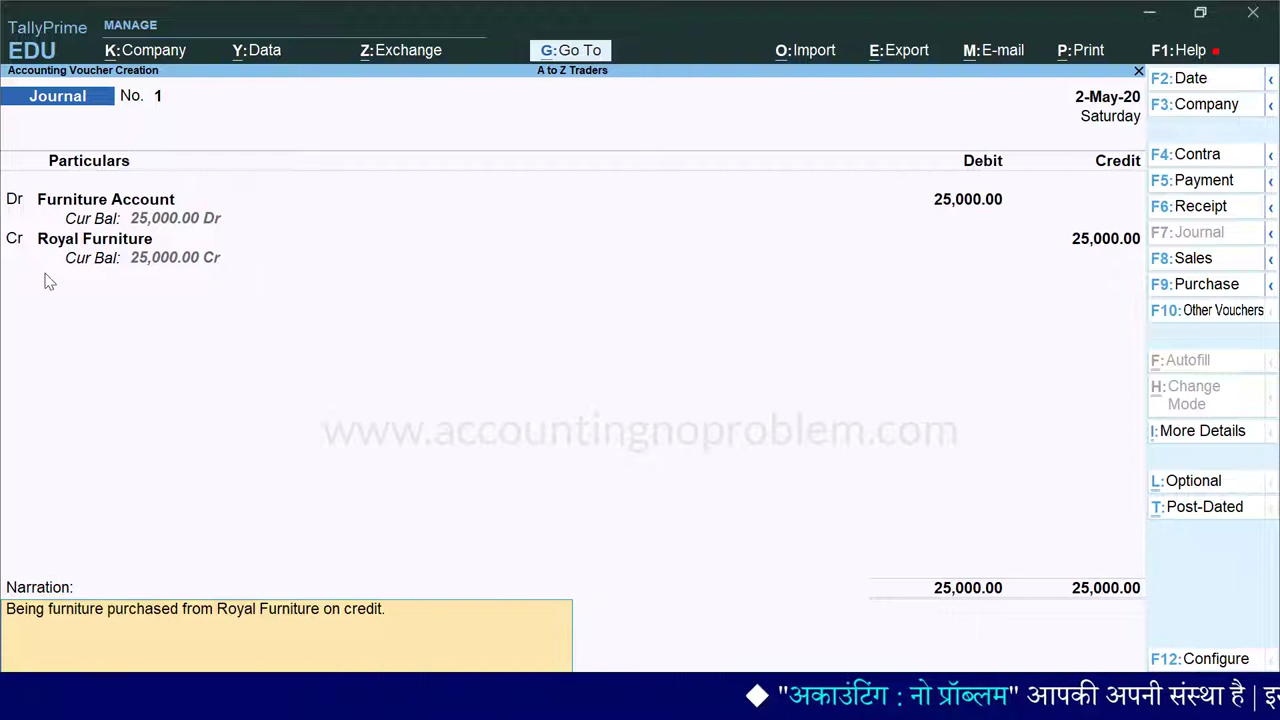 TallyPrime
EDU
MANAGE
K:Company Y:Data Z:Exchange G:Go To O:Import E:Export M:E-mail P:Print F1:Help
Accounting Voucher Creation A to Z Traders
Journal No. 1 2-May-20
Saturday
Particulars Debit Credit
Dr Furniture Account 25,000.00
Cur Bal: 25,000.00 Dr
Cr Royal Furniture 25,000.00
Cur Bal: 25,000.00 Cr
www.accountingnoproblem.com
Narration: 25,000.00 25,000.00
Being furniture purchased from Royal Furniture on credit.
F2:Date
F3:Company
F4:Contra
F5:Payment
F6:Receipt
F7:Journal
F8:Sales
F9:Purchase
F10:Other Vouchers
F:Autofill
H:Change
Mode
I:More Details
L:Optional
T:Post-Dated
F12:Configure
◆ "अकाउंटिंग : नो प्रॉब्लम" आपकी अपनी संस्था है |